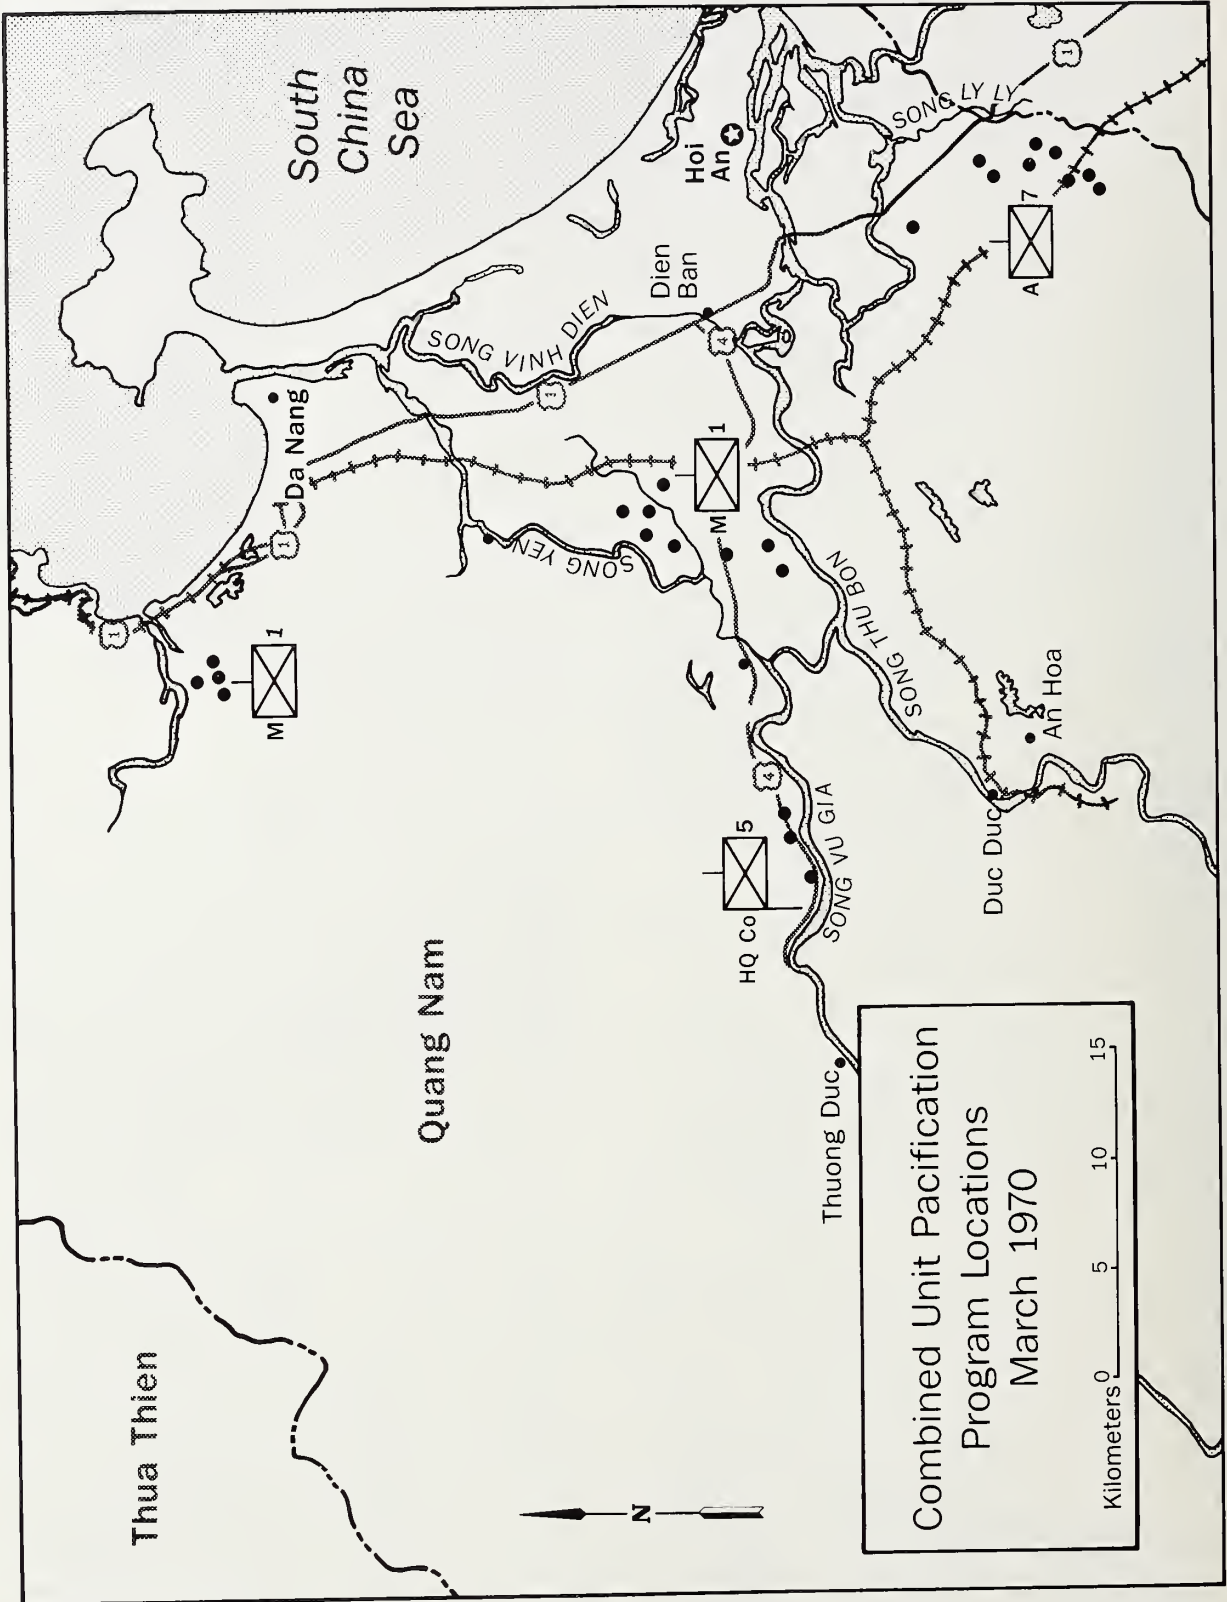 Thua Thien
1
South
China
Sea
M
1
1
Da Nang
Quang Nam
SONG VINH DIEN
1
SONG YEN
Dien
Ban
Hoi
An
4
M
1
N
HQ Co
5
4
SONG VU GIA
SONG THU BON
SONG LY LY
1
Thuong Duc
Duc Duc
An Hoa
A
7
Combined Unit Pacification
Program Locations
March 1970
Kilometers 0 5 10 15